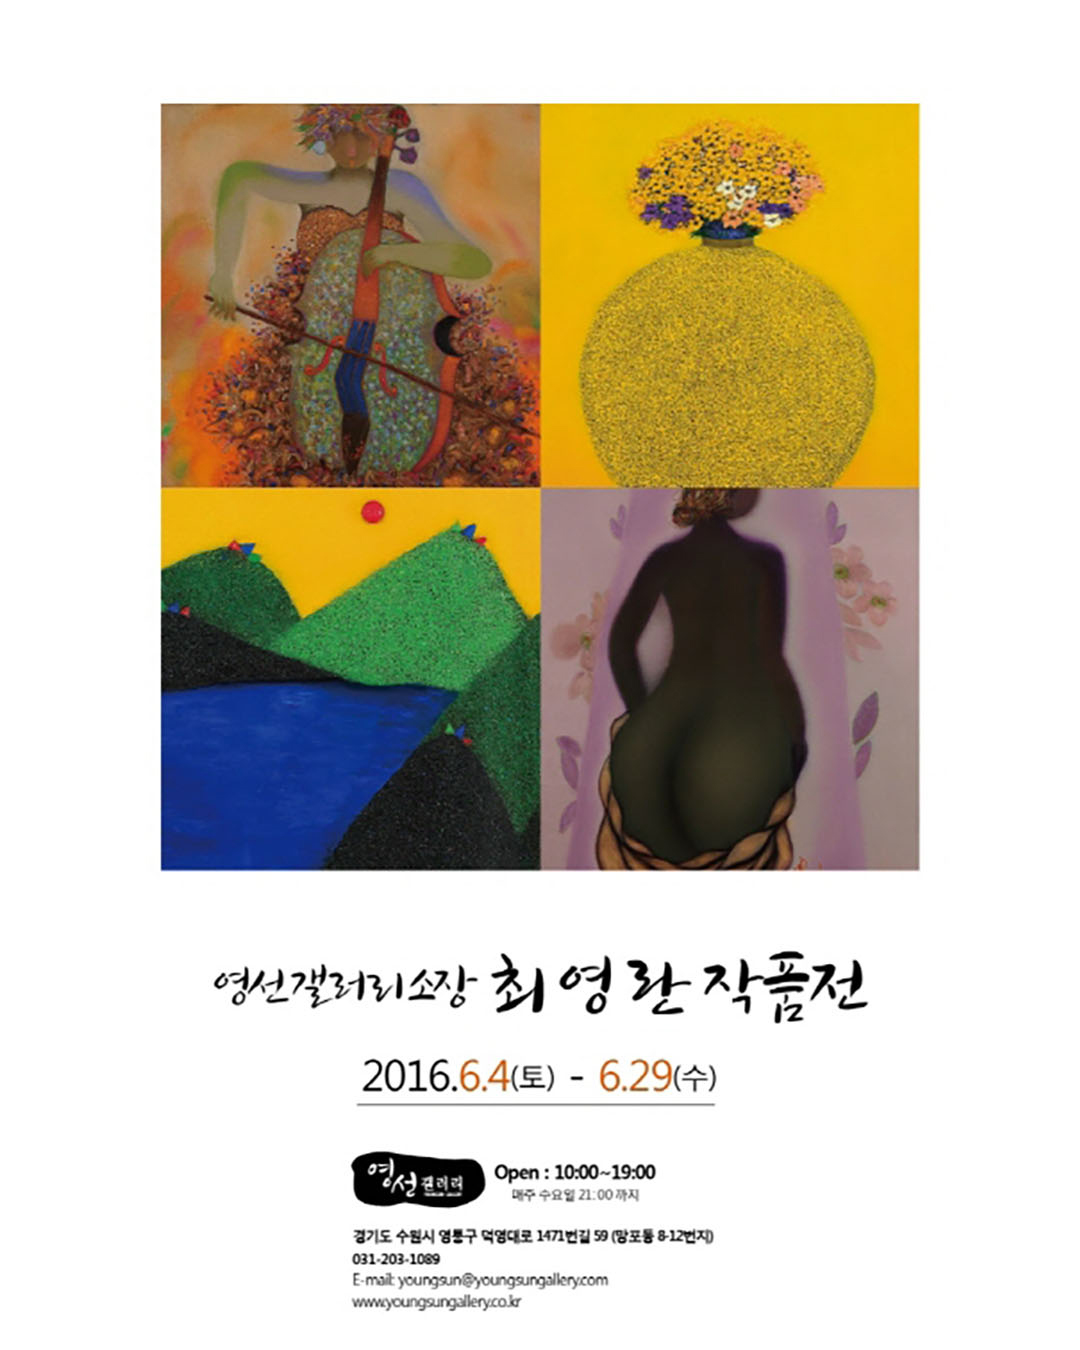 영선갤러리소장 최영란 작품전
2016.6.4(토) - 6.29(수)
영선 갤러리
Open : 10:00~19:00
매주 수요일 21:00 까지
경기도 수원시 영통구 덕영대로 1471번길 59 (망포동 8-12번지)
031-203-1089
E-mail: youngsun@youngsungallery.com
www.youngsungallery.co.kr